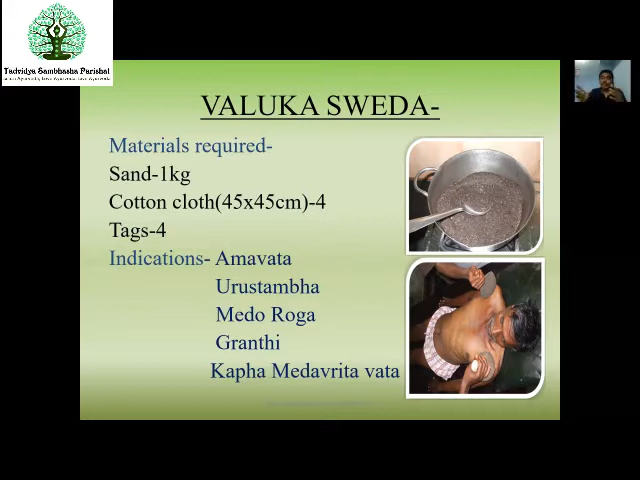 Tadvidya Sambhasha Parishat
VALUKA SWEDA-
Materials required-
Sand-1kg
Cotton cloth(45x45cm)-4
Tags-4
Indications- Amavata
Urustambha
Medo Roga
Granthi
Kapha Medavrita vata